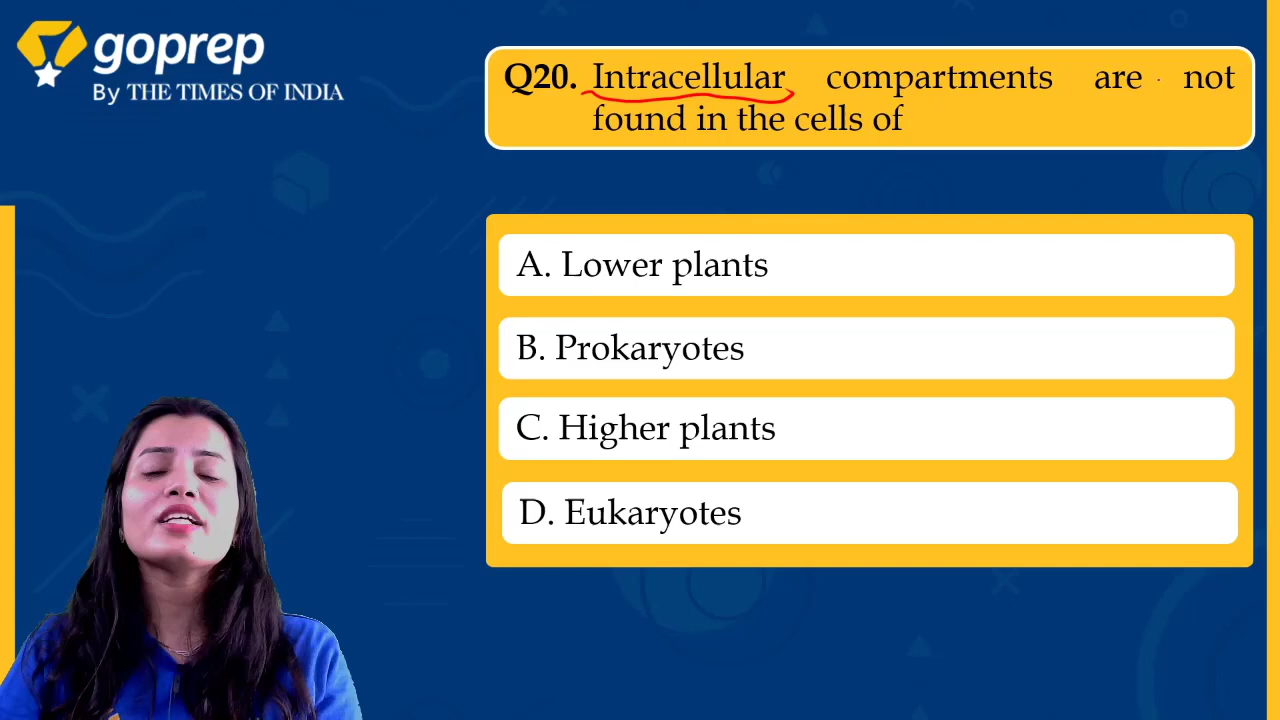 goprep
By THE TIMES OF INDIA
Q20. Intracellular compartments are not
found in the cells of
A. Lower plants
B. Prokaryotes
C. Higher plants
D. Eukaryotes